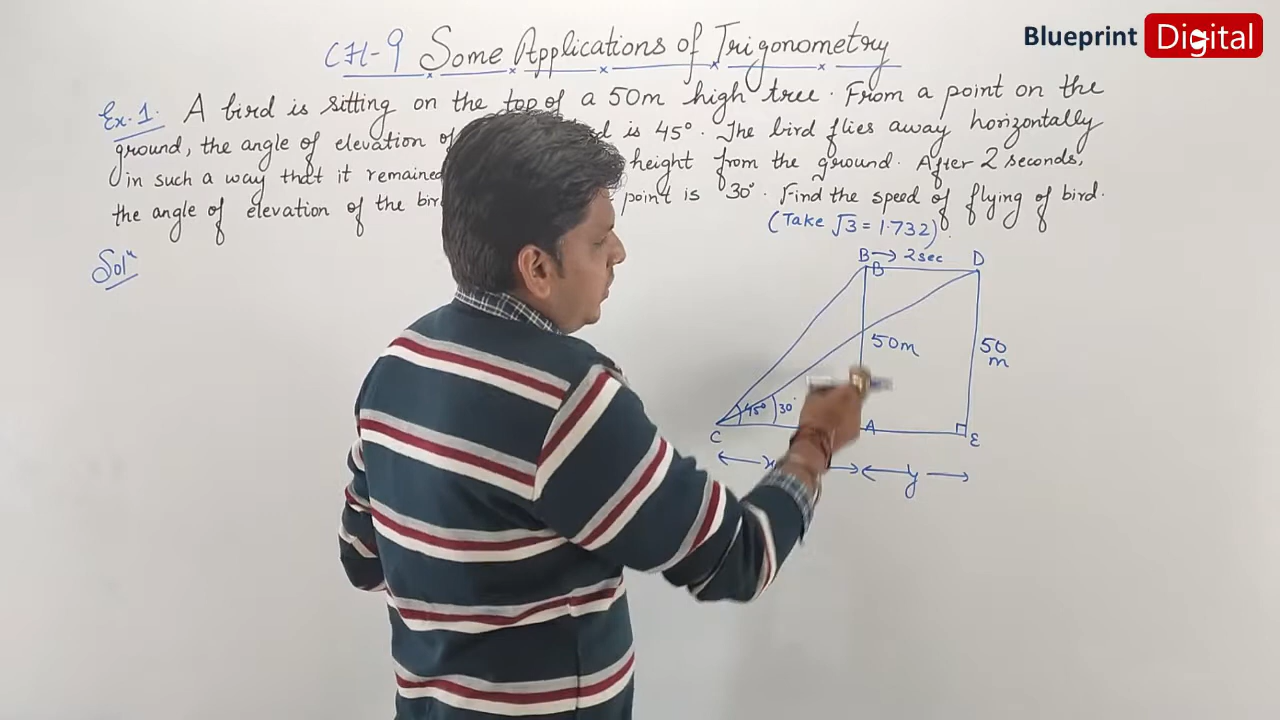 Blueprint Digital
CH-9 Some Applications of Trigonometry
Ex.1. A bird is sitting on the top of a 50m high tree. From a point on the
ground, the angle of elevation of is 45°. The bird flies away horizontally
in such a way that it remained height from the ground. After 2 seconds,
the angle of elevation of the point is 30°. Find the speed of flying of bird.
(Take √3 = 1.732).
Solⁿ
B → 2sec D
B
50m
50
m
45° 30°
C A E
x y